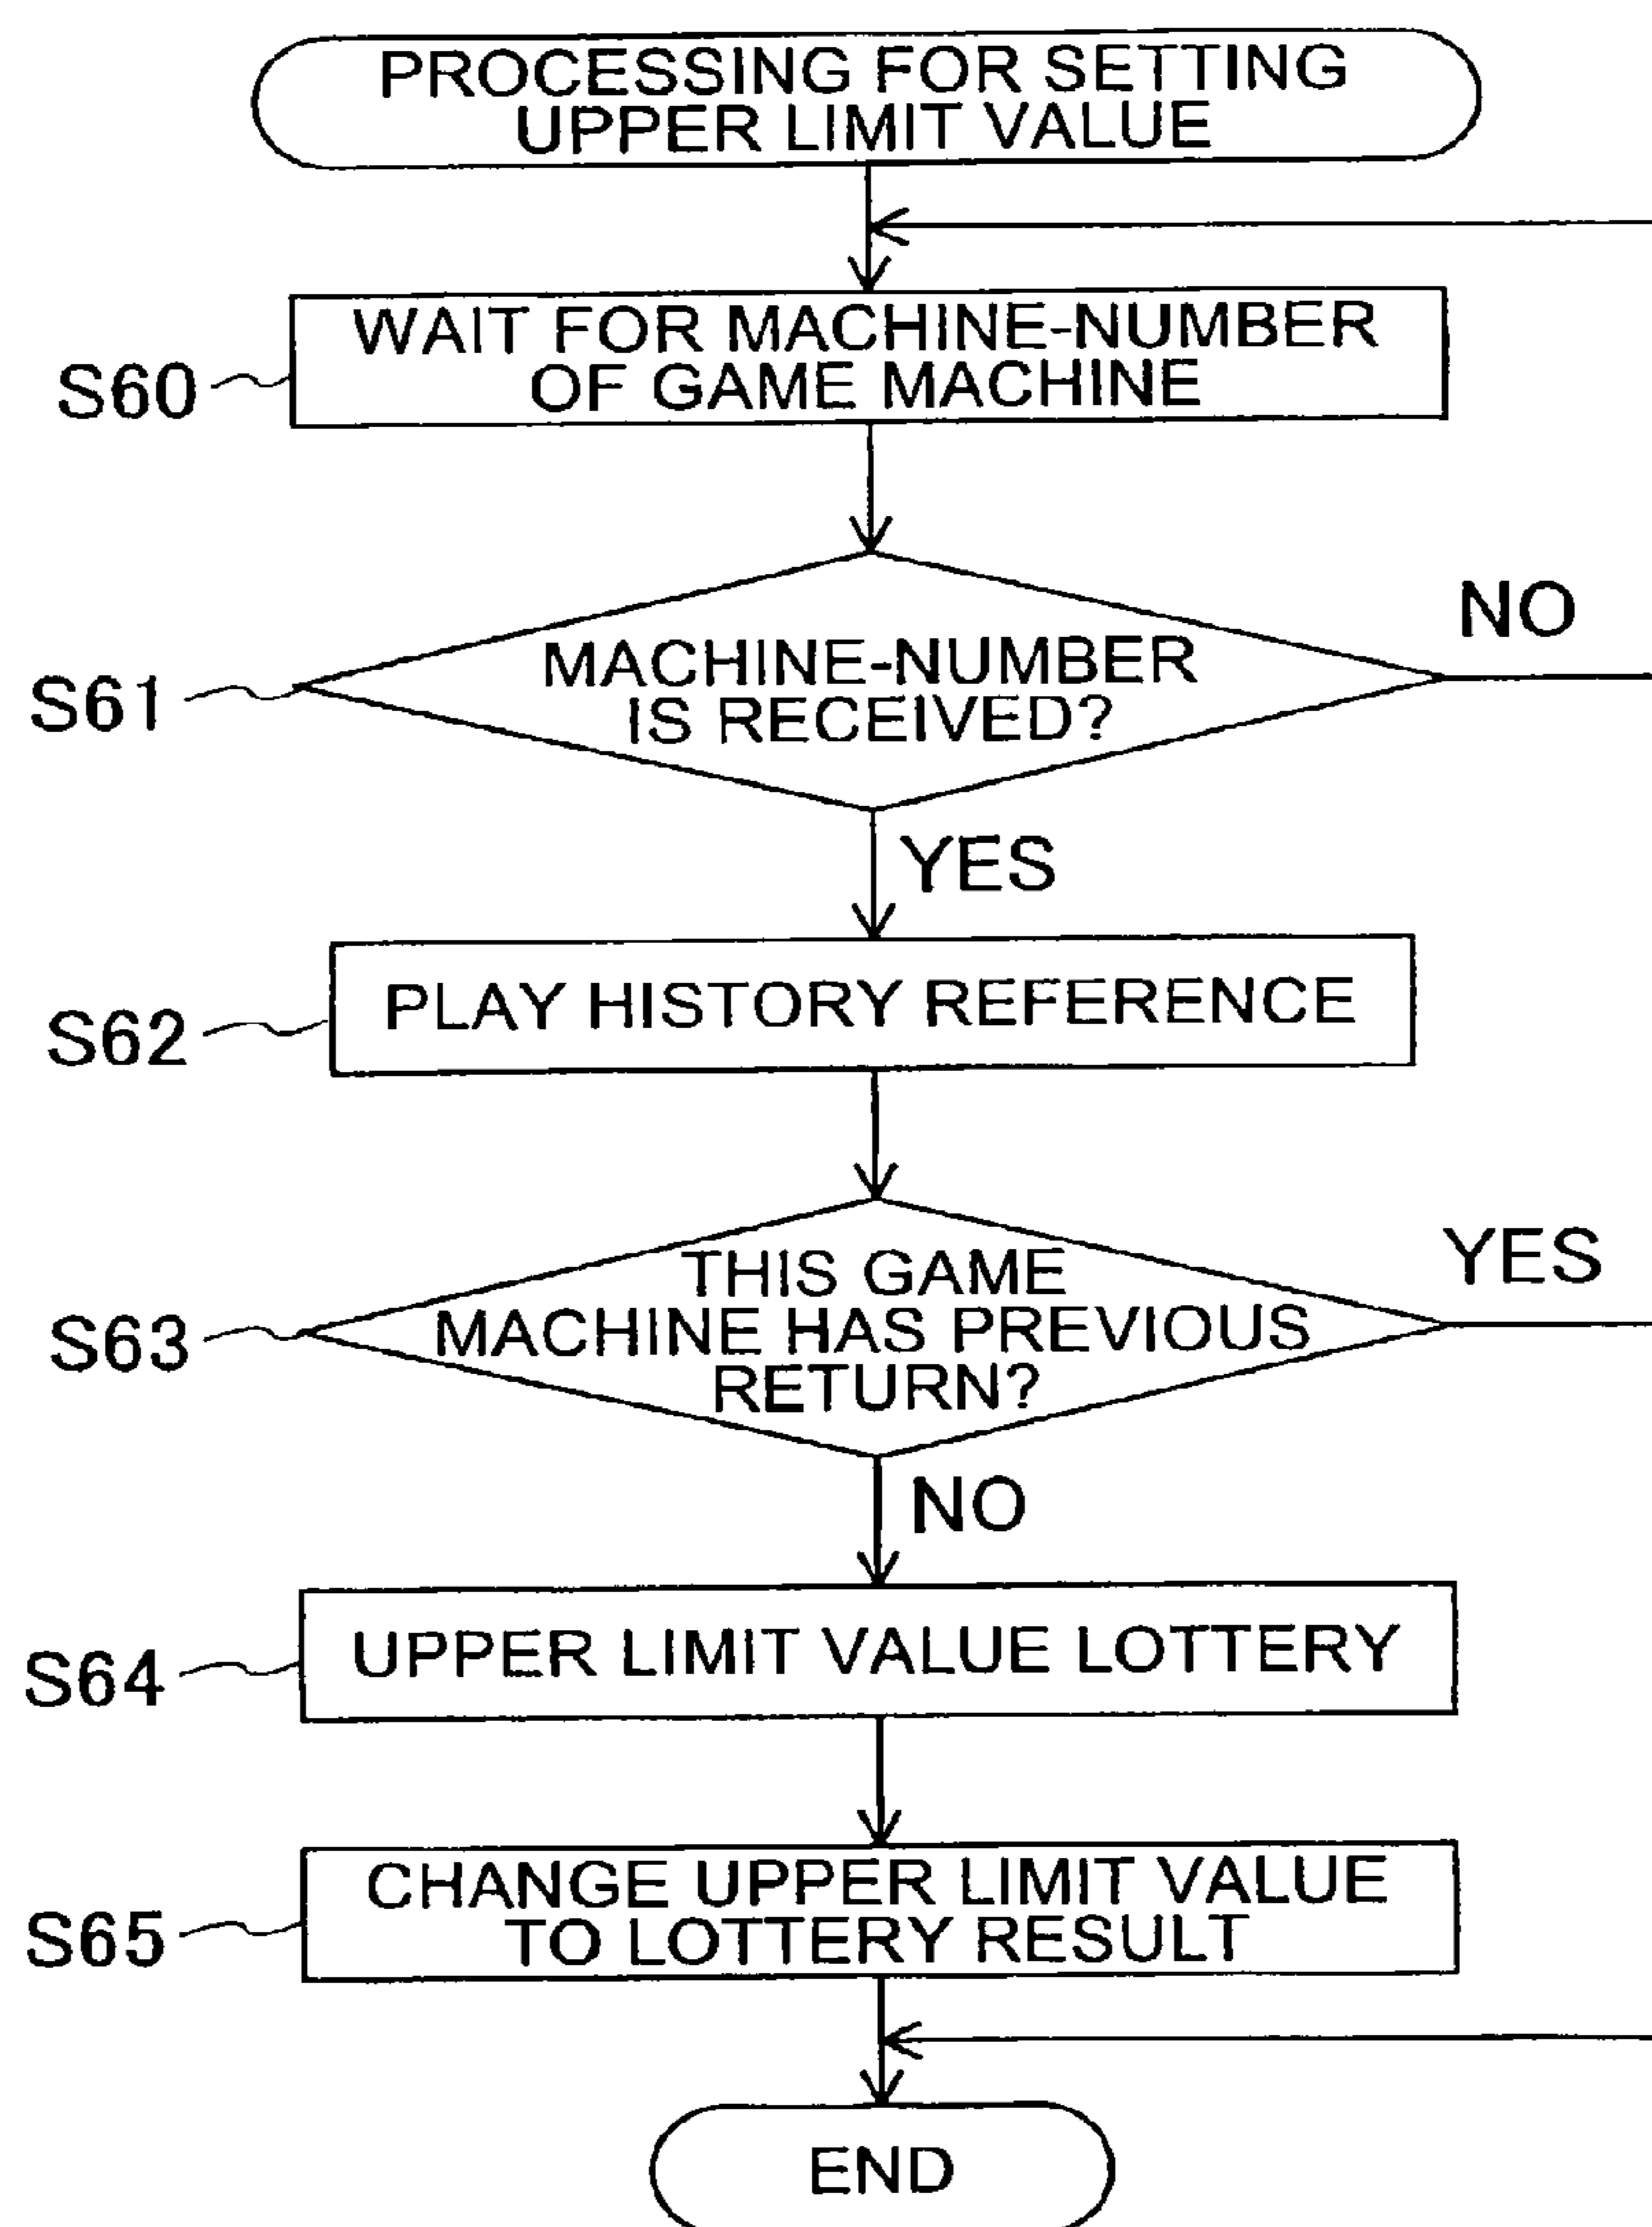 PROCESSING FOR SETTING
UPPER LIMIT VALUE
WAIT FOR MACHINE-NUMBER
OF GAME MACHINE
S60
MACHINE-NUMBER
IS RECEIVED?
S61
NO
YES
PLAY HISTORY REFERENCE
S62
THIS GAME
MACHINE HAS PREVIOUS
RETURN?
S63
YES
NO
UPPER LIMIT VALUE LOTTERY
S64
CHANGE UPPER LIMIT VALUE
TO LOTTERY RESULT
S65
END